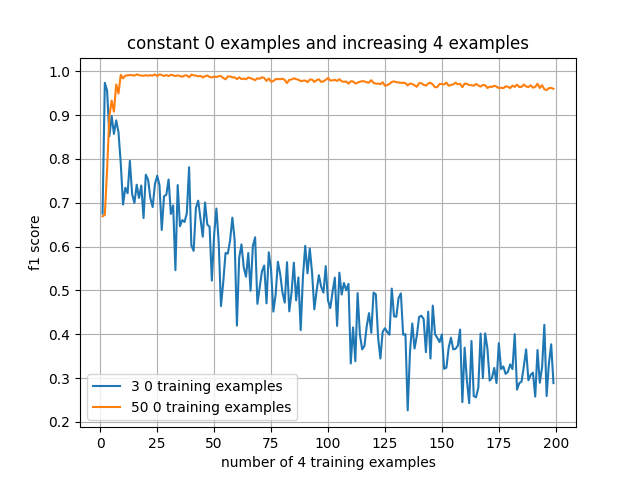 constant 0 examples and increasing 4 examples
1.0
0.9
0.8
0.7
0.6
0.5
0.4
0.3
0.2
f1 score
3 0 training examples
50 0 training examples
0 25 50 75 100 125 150 175 200
number of 4 training examples